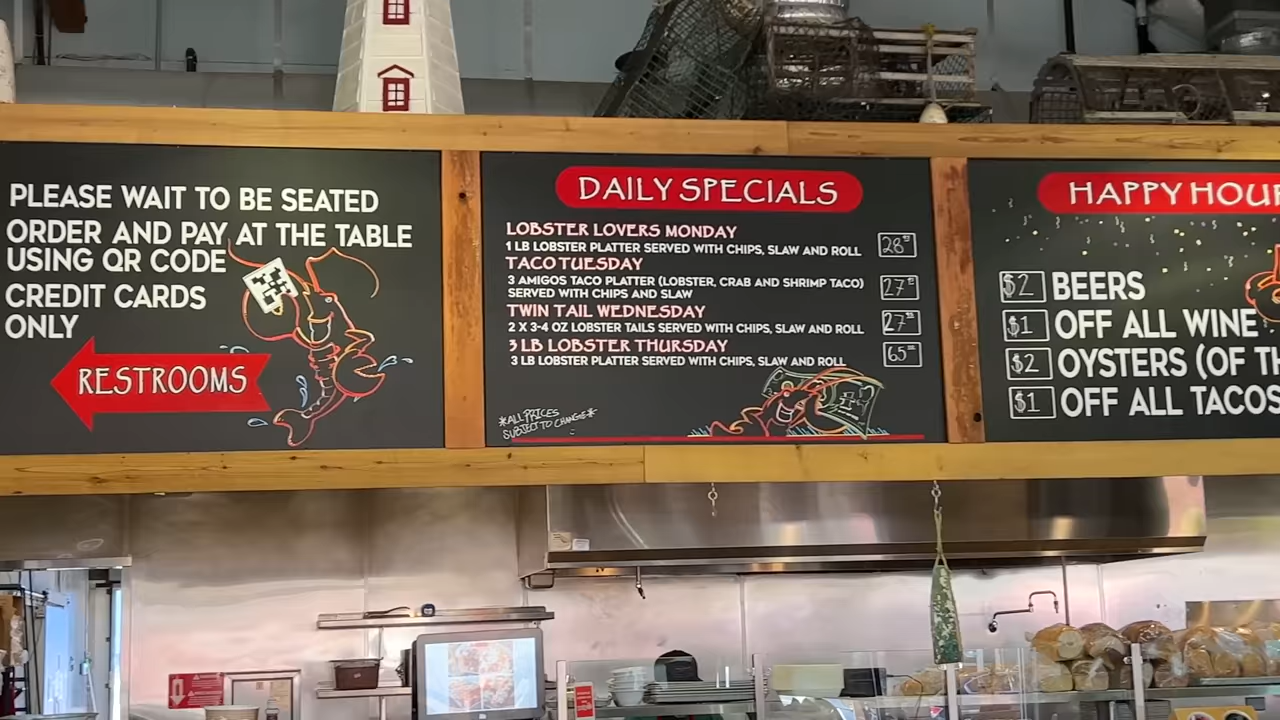 PLEASE WAIT TO BE SEATED
ORDER AND PAY AT THE TABLE
USING QR CODE
CREDIT CARDS
ONLY
RESTROOMS
DAILY SPECIALS
LOBSTER LOVERS MONDAY
1 LB LOBSTER PLATTER SERVED WITH CHIPS, SLAW AND ROLL 28
TACO TUESDAY
3 AMIGOS TACO PLATTER (LOBSTER, CRAB AND SHRIMP TACO) 27
SERVED WITH CHIPS AND SLAW
TWIN TAIL WEDNESDAY
2 X 3-4 OZ LOBSTER TAILS SERVED WITH CHIPS, SLAW AND ROLL 27
3 LB LOBSTER THURSDAY
3 LB LOBSTER PLATTER SERVED WITH CHIPS, SLAW AND ROLL 65
*ALL PRICES
SUBJECT TO CHANGE*
HAPPY HOUR
$2 BEERS
$1 OFF ALL WINE
$2 OYSTERS (OF TH
$1 OFF ALL TACOS